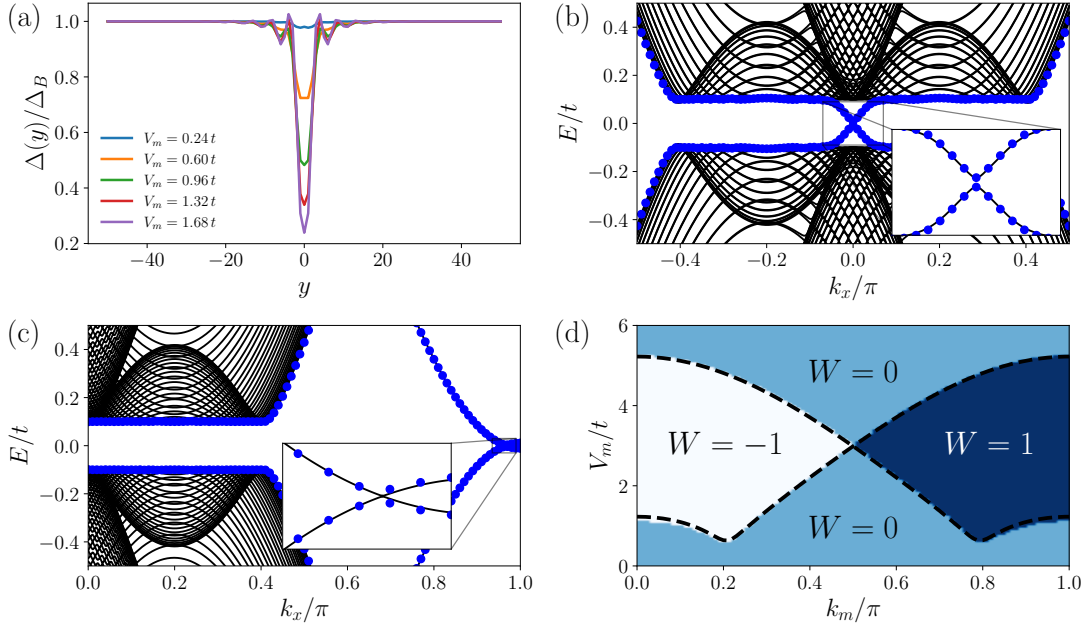 (a)
1.0
0.8
0.6
0.4
0.2
Δ(y)/Δ_B
V_m = 0.24 t
V_m = 0.60 t
V_m = 0.96 t
V_m = 1.32 t
V_m = 1.68 t
−40 −20 0 20 40
y
(b)
0.4
0.2
0.0
−0.2
−0.4
E/t
−0.4 −0.2 0.0 0.2 0.4
k_x/π
(c)
0.4
0.2
0.0
−0.2
−0.4
E/t
0.0 0.2 0.4 0.6 0.8 1.0
k_x/π
(d)
6
4
2
0
V_m/t
W = 0
W = −1
W = 1
W = 0
0.0 0.2 0.4 0.6 0.8 1.0
k_m/π